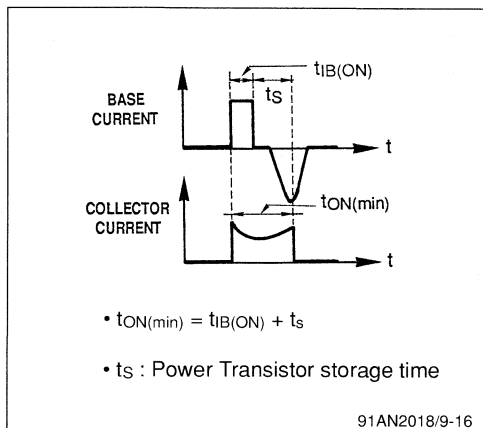 tIB(ON)
tS
BASE
CURRENT
t
tON(min)
COLLECTOR
CURRENT
t
• tON(min) = tIB(ON) + ts
• tS : Power Transistor storage time
91AN2018/9-16